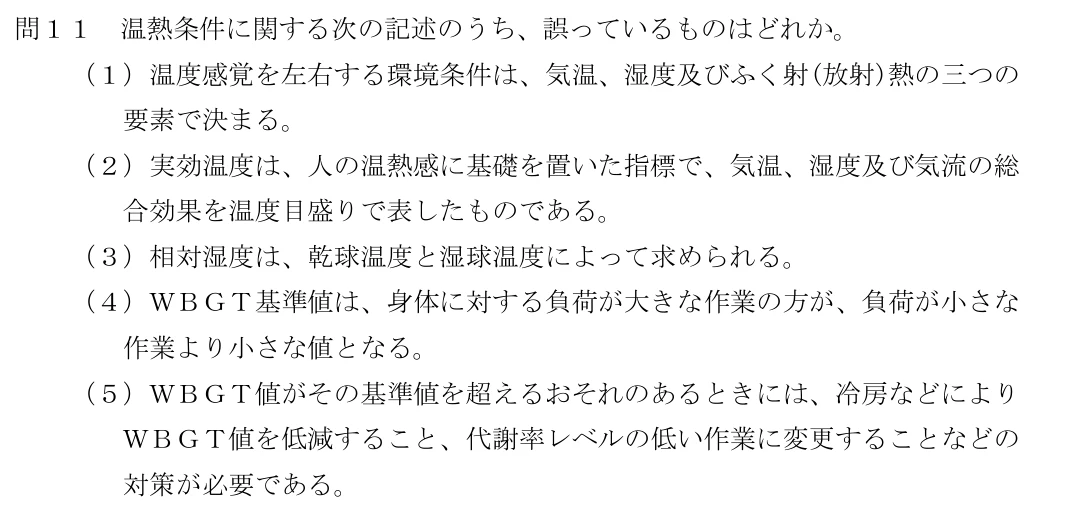 問１１　温熱条件に関する次の記述のうち、誤っているものはどれか。
（１）温度感覚を左右する環境条件は、気温、湿度及びふく射(放射)熱の三つの
要素で決まる。
（２）実効温度は、人の温熱感に基礎を置いた指標で、気温、湿度及び気流の総
合効果を温度目盛りで表したものである。
（３）相対湿度は、乾球温度と湿球温度によって求められる。
（４）ＷＢＧＴ基準値は、身体に対する負荷が大きな作業の方が、負荷が小さな
作業より小さな値となる。
（５）ＷＢＧＴ値がその基準値を超えるおそれのあるときには、冷房などにより
ＷＢＧＴ値を低減すること、代謝率レベルの低い作業に変更することなどの
対策が必要である。